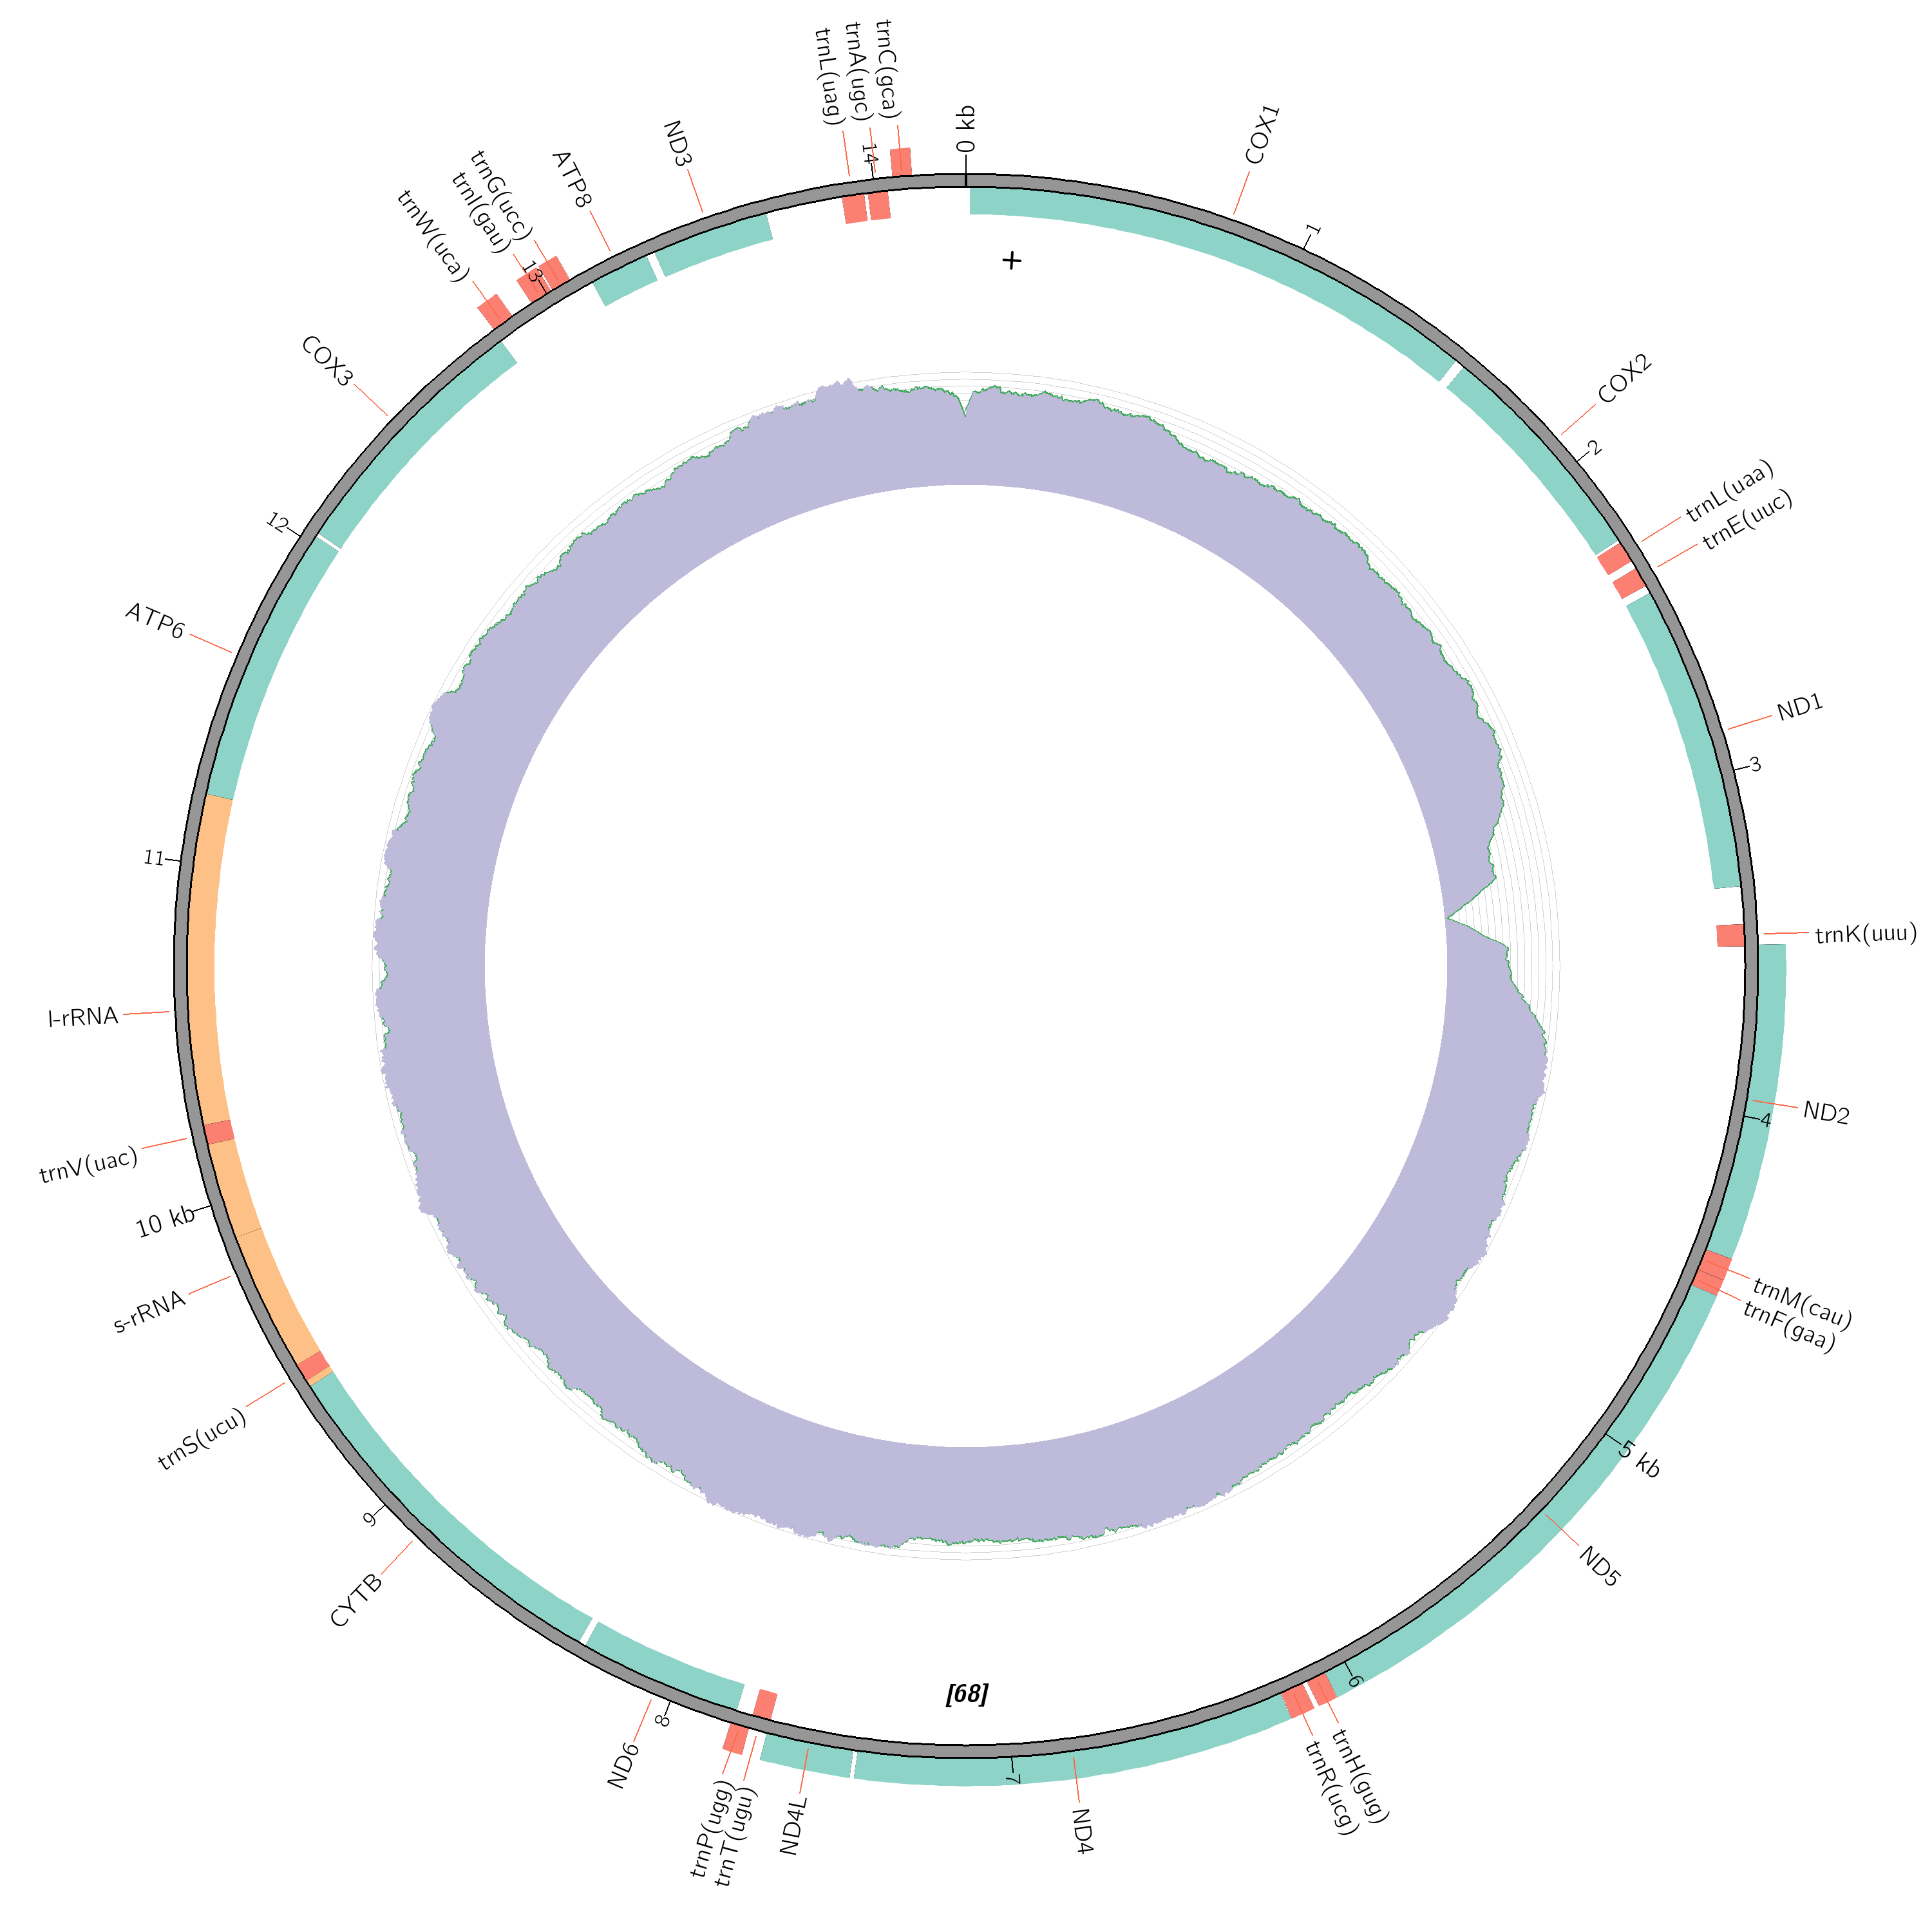 0 kb
COX1
1
COX2
2
trnL(uaa)
trnE(uuc)
ND1
3
trnK(uuu)
ND2
4
trnM(cau)
trnF(gaa)
5 kb
ND5
6
trnH(gug)
trnR(ucg)
ND4
7
ND4L
trnT(ugu)
trnP(ugg)
8
ND6
CYTB
9
trnS(ucu)
s-rRNA
10 kb
trnV(uac)
l-rRNA
11
ATP6
12
COX3
trnW(uca)
13
trnI(gau)
trnG(ucc)
ATP8
ND3
trnL(uag)
14
trnA(ugc)
trnC(gca)
+
[68]